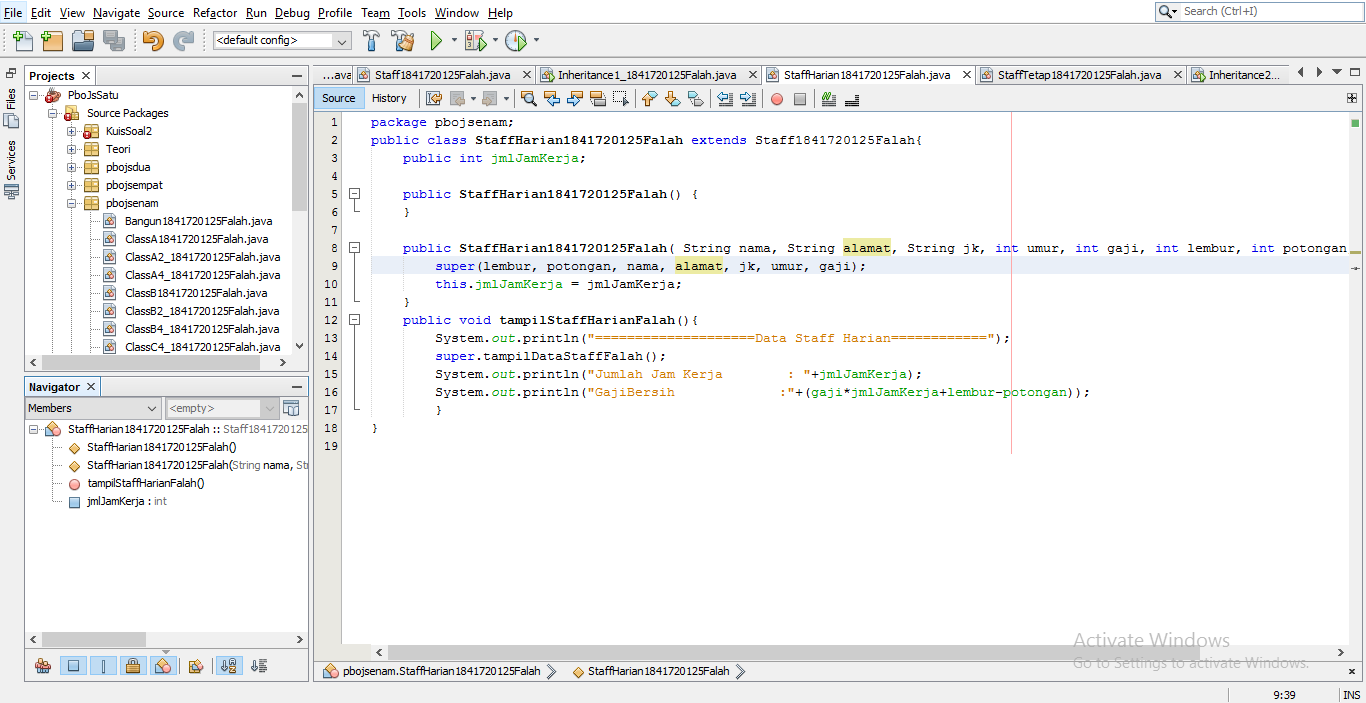 File Edit View Navigate Source Refactor Run Debug Profile Team Tools Window Help
Search (Ctrl+I)
<default config>
Files
Services
Projects
PboJsSatu
Source Packages
KuisSoal2
Teori
pbojsdua
pbojsempat
pbojsenam
Bangun1841720125Falah.java
ClassA1841720125Falah.java
ClassA2_1841720125Falah.java
ClassA4_1841720125Falah.java
ClassB1841720125Falah.java
ClassB2_1841720125Falah.java
ClassB4_1841720125Falah.java
ClassC4_1841720125Falah.java
Navigator
Members <empty>
StaffHarian1841720125Falah :: Staff1841720125
StaffHarian1841720125Falah()
StaffHarian1841720125Falah(String nama, St
tampilStaffHarianFalah()
jmlJamKerja : int
...ava Staff1841720125Falah.java Inheritance1_1841720125Falah.java StaffHarian1841720125Falah.java StaffTetap1841720125Falah.java Inheritance2...
Source History
1 package pbojsenam;
2 public class StaffHarian1841720125Falah extends Staff1841720125Falah{
3 public int jmlJamKerja;
4
5 public StaffHarian1841720125Falah() {
6 }
7
8 public StaffHarian1841720125Falah( String nama, String alamat, String jk, int umur, int gaji, int lembur, int potongan
9 super(lembur, potongan, nama, alamat, jk, umur, gaji);
10 this.jmlJamKerja = jmlJamKerja;
11 }
12 public void tampilStaffHarianFalah(){
13 System.out.println("====================Data Staff Harian============");
14 super.tampilDataStaffFalah();
15 System.out.println("Jumlah Jam Kerja        : "+jmlJamKerja);
16 System.out.println("GajiBersih             :"+(gaji*jmlJamKerja+lembur-potongan));
17 }
18 }
19
Activate Windows
Go to Settings to activate Windows.
pbojsenam.StaffHarian1841720125Falah StaffHarian1841720125Falah
9:39 INS